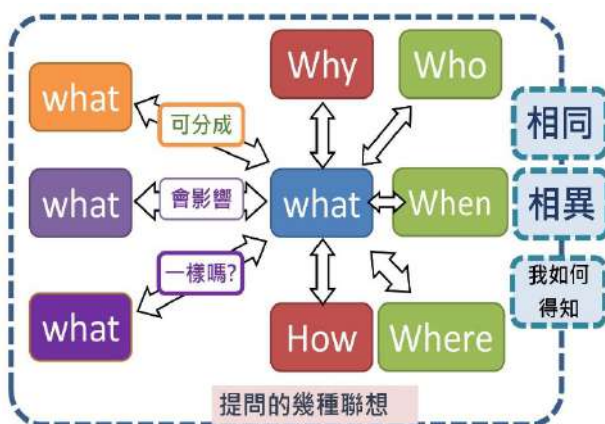 Why
Who
what
可分成
相同
what
會影響
what
When
相異
一樣嗎?
what
How
Where
我如何
得知
提問的幾種聯想